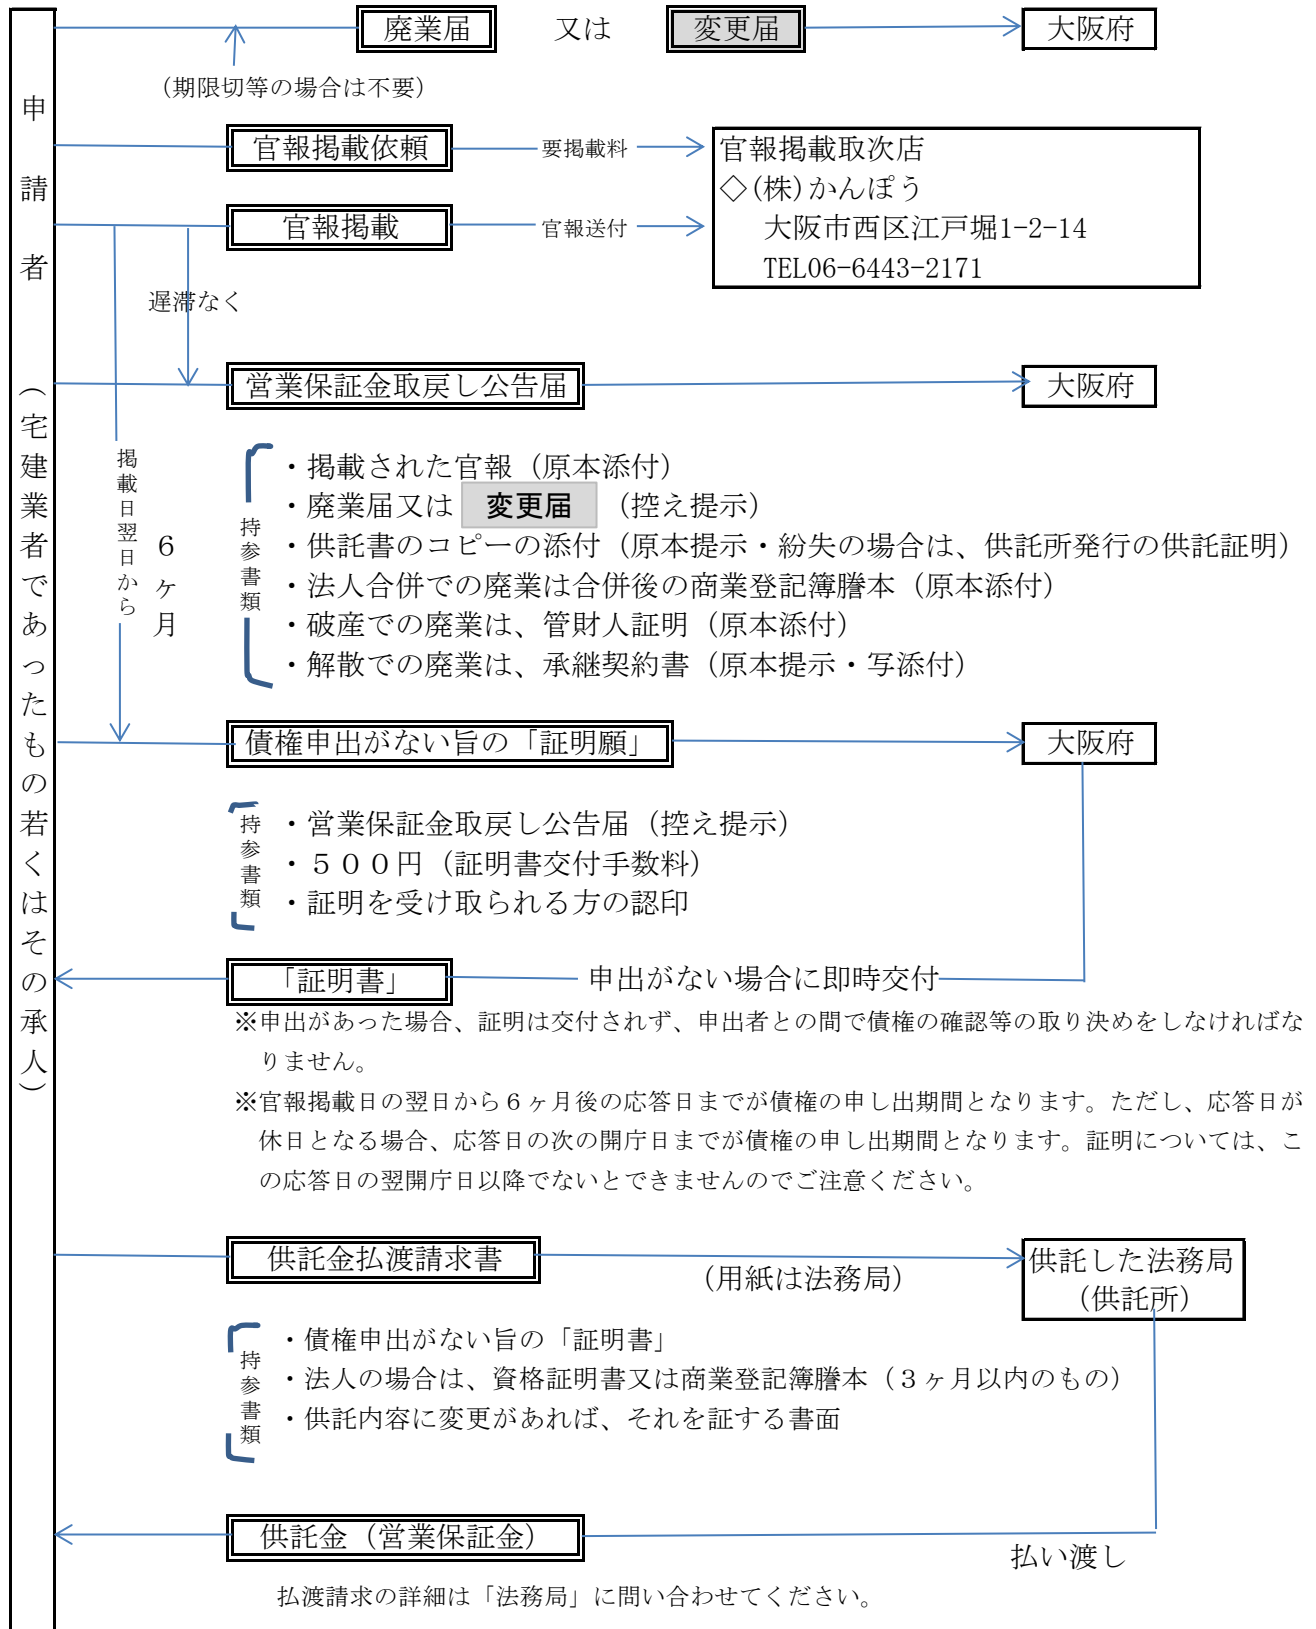 廃業届 又は 変更届 大阪府
（期限切等の場合は不要）
申請者（宅建業者であったもの若くはその承人）
官報掲載依頼 要掲載料
官報掲載取次店
◇(株)かんぽう
大阪市西区江戸堀1-2-14
TEL06-6443-2171
官報掲載 官報送付
遅滞なく
営業保証金取戻し公告届 大阪府
掲載日翌日から
６ヶ月
持参書類
・掲載された官報（原本添付）
・廃業届又は 変更届 （控え提示）
・供託書のコピーの添付（原本提示・紛失の場合は、供託所発行の供託証明）
・法人合併での廃業は合併後の商業登記簿謄本（原本添付）
・破産での廃業は、管財人証明（原本添付）
・解散での廃業は、承継契約書（原本提示・写添付）
債権申出がない旨の「証明願」 大阪府
持参書類
・営業保証金取戻し公告届（控え提示）
・５００円（証明書交付手数料）
・証明を受け取られる方の認印
「証明書」 申出がない場合に即時交付
※申出があった場合、証明は交付されず、申出者との間で債権の確認等の取り決めをしなければな
りません。
※官報掲載日の翌日から６ヶ月後の応答日までが債権の申し出期間となります。ただし、応答日が
休日となる場合、応答日の次の開庁日までが債権の申し出期間となります。証明については、こ
の応答日の翌開庁日以降でないとできませんのでご注意ください。
供託金払渡請求書
（用紙は法務局）
供託した法務局
（供託所）
持参書類
・債権申出がない旨の「証明書」
・法人の場合は、資格証明書又は商業登記簿謄本（３ヶ月以内のもの）
・供託内容に変更があれば、それを証する書面
供託金（営業保証金）
払い渡し
払渡請求の詳細は「法務局」に問い合わせてください。